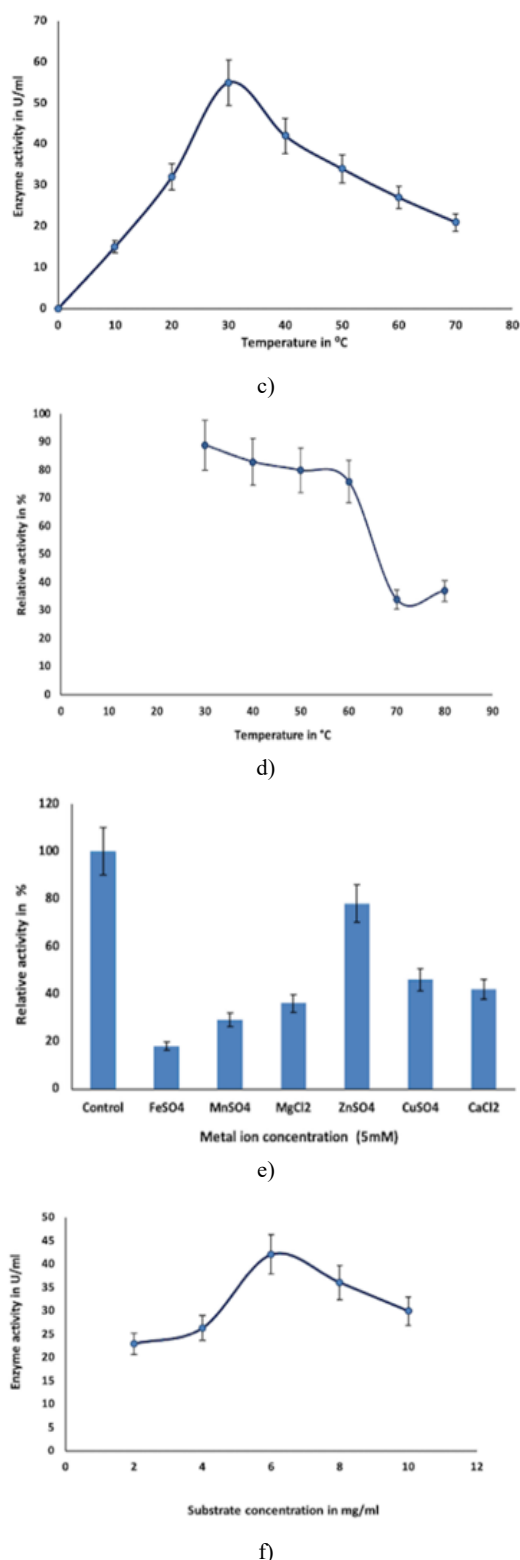 70
60
50
40
30
20
10
0
Enzyme activity in U/ml
0 10 20 30 40 50 60 70 80
Temperature in ⁰C
c)
100
90
80
70
60
50
40
30
20
10
0
Relative activity in %
0 10 20 30 40 50 60 70 80 90
Temperature in °C
d)
120
100
80
60
40
20
0
Relative activity in %
Control FeSO4 MnSO4 MgCl2 ZnSO4 CuSO4 CaCl2
Metal ion concentration (5mM)
e)
50
45
40
35
30
25
20
15
10
5
0
Enzyme activity in U/ml
0 2 4 6 8 10 12
Substrate concentration in mg/ml
f)